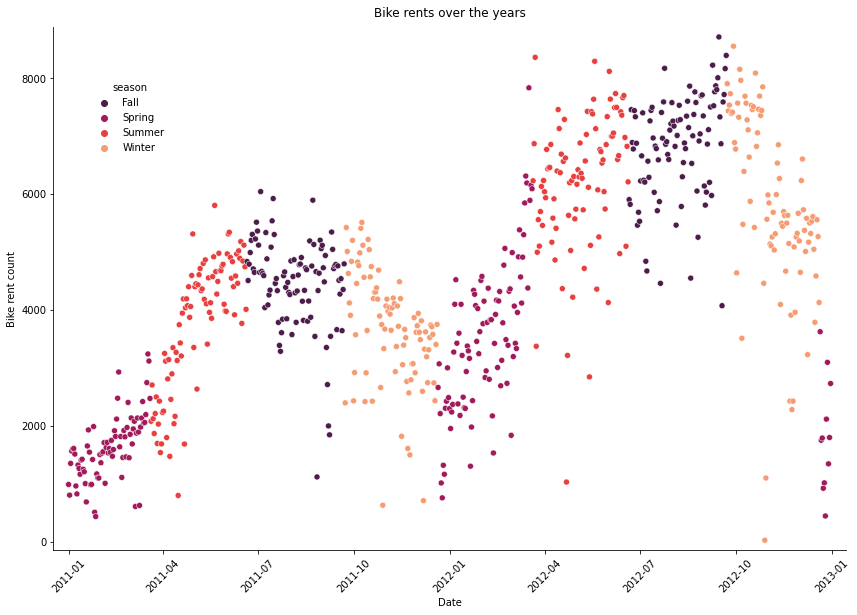 Bike rents over the years
Bike rent count
8000
6000
4000
2000
0
season
Fall
Spring
Summer
Winter
2011-01
2011-04
2011-07
2011-10
2012-01
2012-04
2012-07
2012-10
2013-01
Date